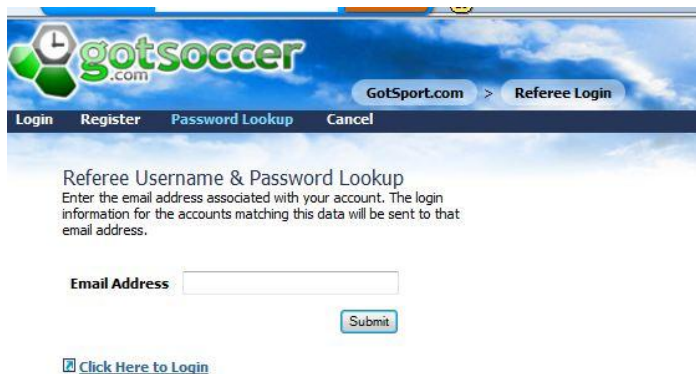 gotsoccer
.com
GotSport.com > Referee Login
Login Register Password Lookup Cancel
Referee Username & Password Lookup
Enter the email address associated with your account. The login
information for the accounts matching this data will be sent to that
email address.
Email Address
Submit
Click Here to Login